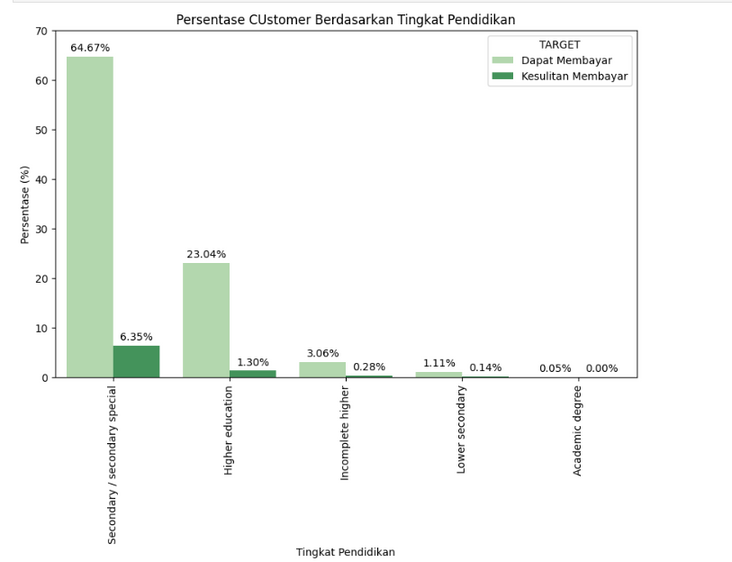 Persentase CUstomer Berdasarkan Tingkat Pendidikan
TARGET
Dapat Membayar
Kesulitan Membayar
Persentase (%)
70
60
50
40
30
20
10
0
64.67%
6.35%
23.04%
1.30%
3.06%
0.28%
1.11%
0.14%
0.05%
0.00%
Secondary / secondary special
Higher education
Incomplete higher
Lower secondary
Academic degree
Tingkat Pendidikan